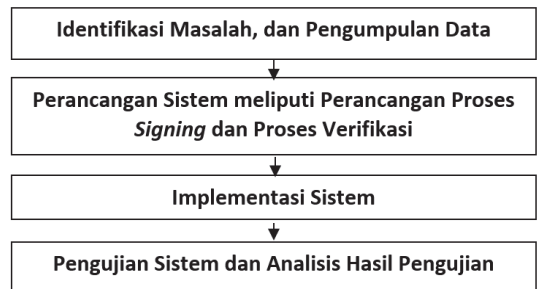 Identifikasi Masalah, dan Pengumpulan Data
Perancangan Sistem meliputi Perancangan Proses
Signing dan Proses Verifikasi
Implementasi Sistem
Pengujian Sistem dan Analisis Hasil Pengujian